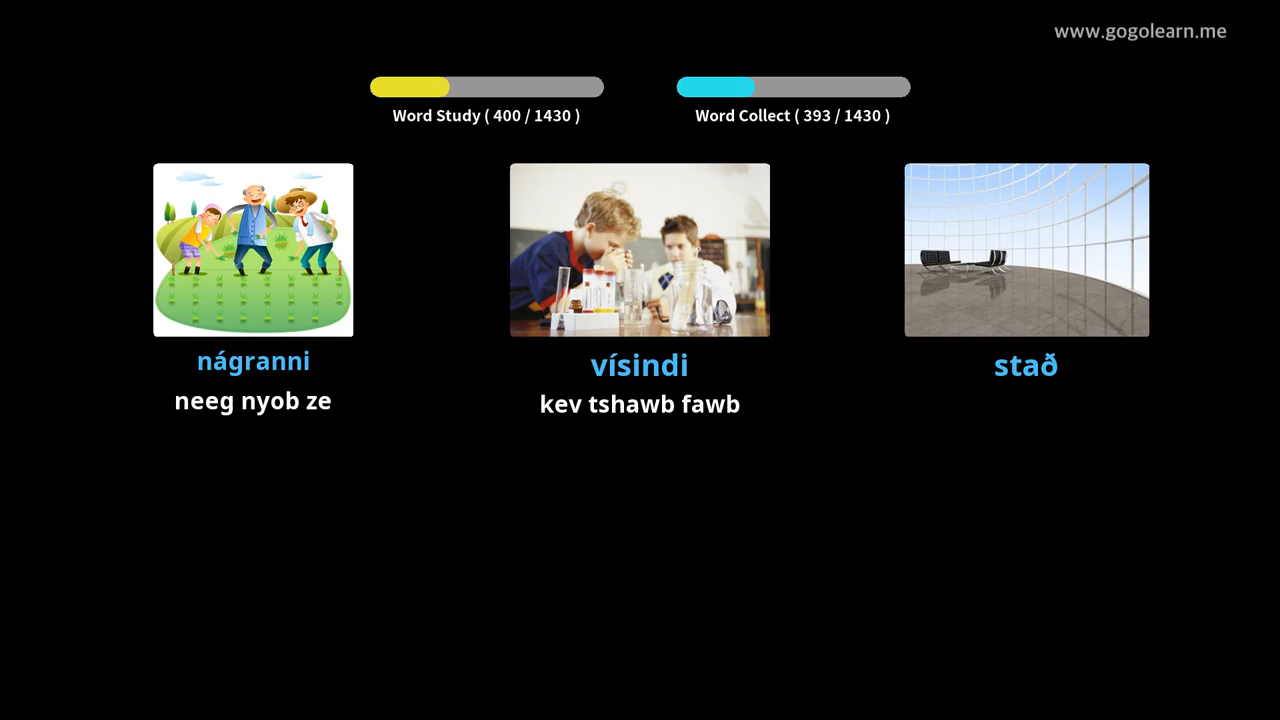 www.gogolearn.me
Word Study ( 400 / 1430 )
Word Collect ( 393 / 1430 )
nágranni
neeg nyob ze
vísindi
kev tshawb fawb
stað